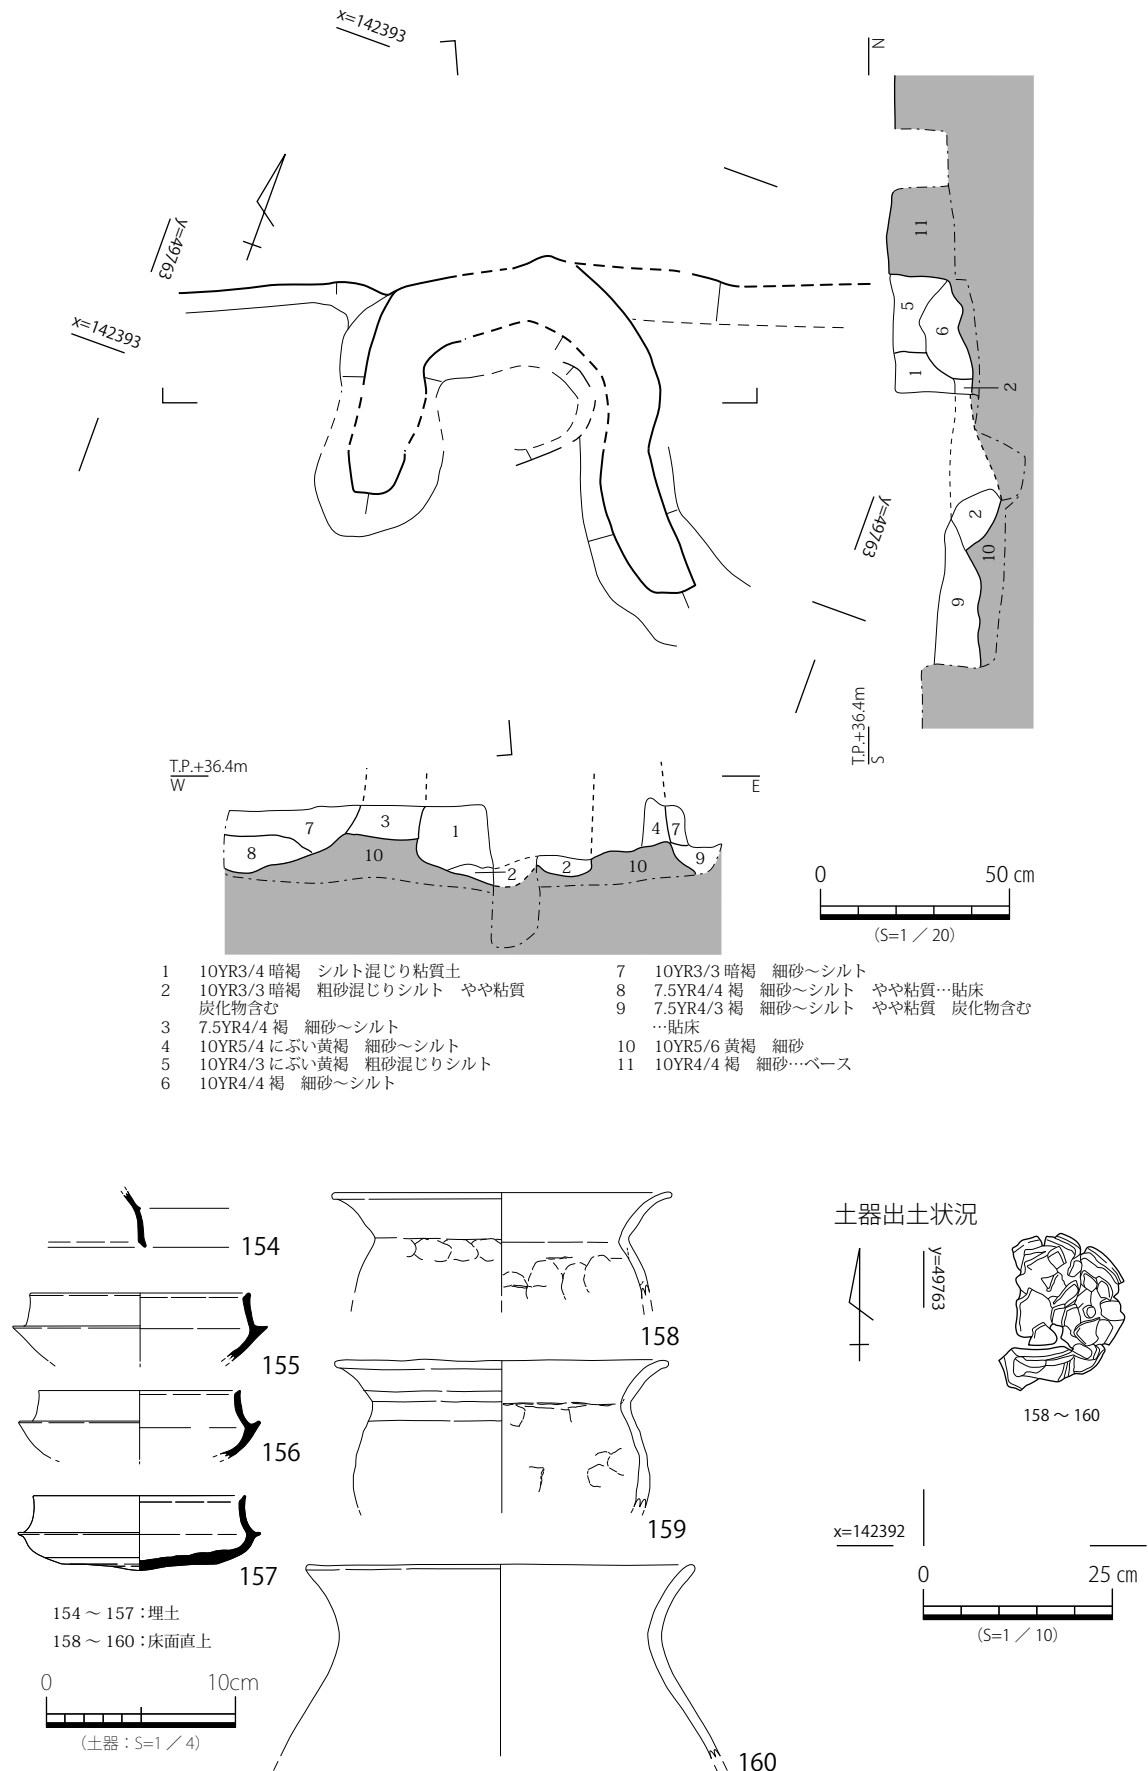 x=142393
N
y=49763
x=142393
11
5
6
1
2
y=49763
2
10
9
T.P.+36.4m
S
T.P.+36.4m
W
E
3
7
1
8
10
2
2
10
4
7
9
0 50 ㎝
（S=1 ／ 20）
1 10YR3/4 暗褐 シルト混じり粘質土
2 10YR3/3 暗褐 粗砂混じりシルト やや粘質
炭化物含む
3 7.5YR4/4 褐 細砂～シルト
4 10YR5/4 にぶい黄褐 細砂～シルト
5 10YR4/3 にぶい黄褐 粗砂混じりシルト
6 10YR4/4 褐 細砂～シルト
7 10YR3/3 暗褐 細砂～シルト
8 7.5YR4/4 褐 細砂～シルト やや粘質…貼床
9 7.5YR4/3 褐 細砂～シルト やや粘質 炭化物含む
…貼床
10 10YR5/6 黄褐 細砂
11 10YR4/4 褐 細砂…ベース
154
155
156
157
158
159
160
154 ～ 157：埋土
158 ～ 160：床面直上
0 10cm
（土器：S=1 ／ 4）
土器出土状況
y=49763
158 ～ 160
x=142392
0 25 ㎝
（S=1 ／ 10）